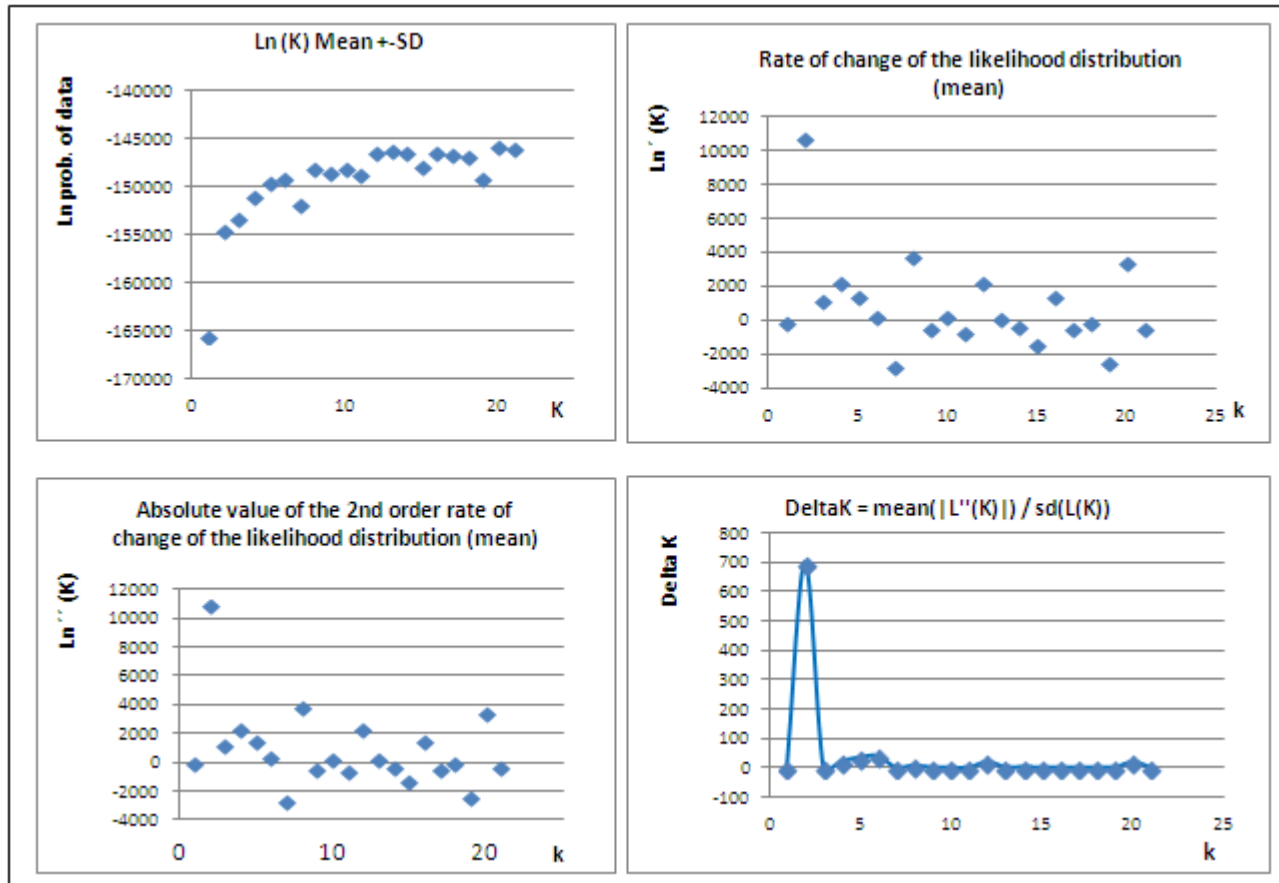 Ln (K) Mean +-SD
Ln prob. of data
-140000
-145000
-150000
-155000
-160000
-165000
-170000
0 10 20 K
Rate of change of the likelihood distribution
(mean)
Ln ´ (K)
12000
10000
8000
6000
4000
2000
0
-2000
-4000
0 5 10 15 20 25 k
Absolute value of the 2nd order rate of
change of the likelihood distribution (mean)
Ln ´´ (K)
12000
10000
8000
6000
4000
2000
0
-2000
-4000
0 10 20 k
DeltaK = mean(|L''(K)|) / sd(L(K))
Delta K
800
700
600
500
400
300
200
100
0
-100
0 5 10 15 20 25
k